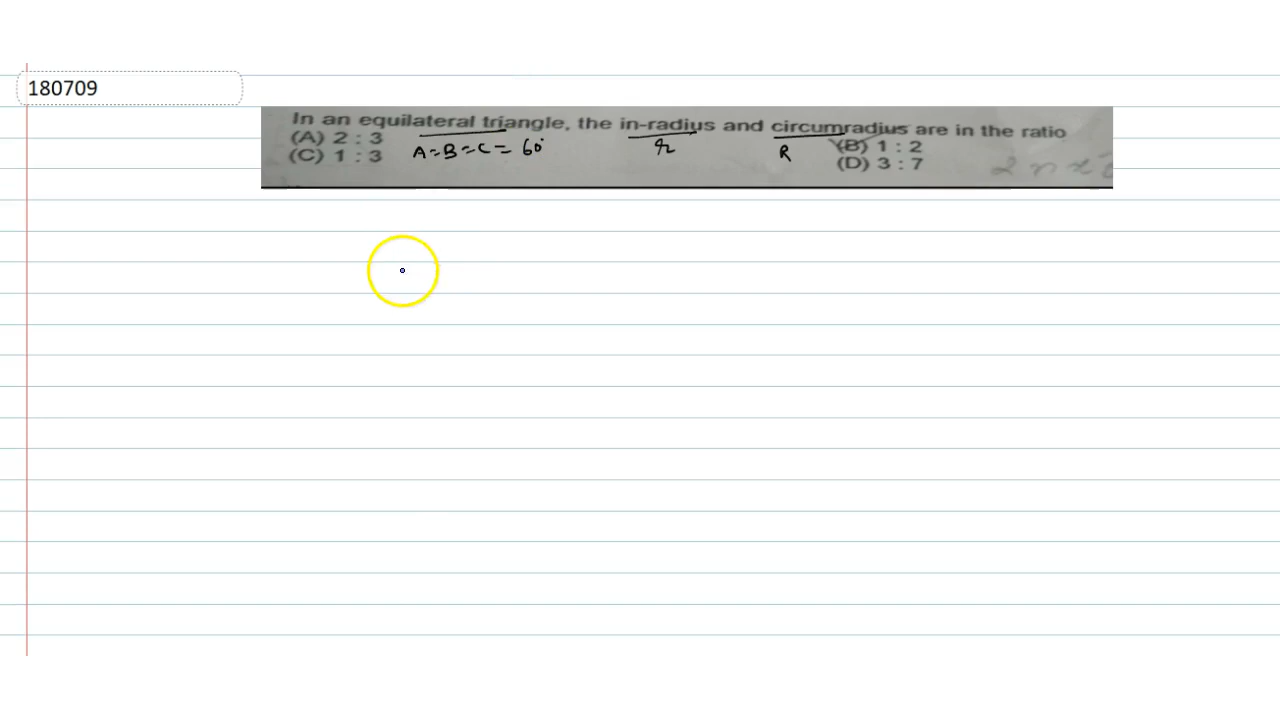 180709
In an equilateral triangle, the in-radius and circumradius are in the ratio
(A) 2 : 3
(B) 1 : 2
(C) 1 : 3
(D) 3 : 7
A=B=C= 60°
r
R